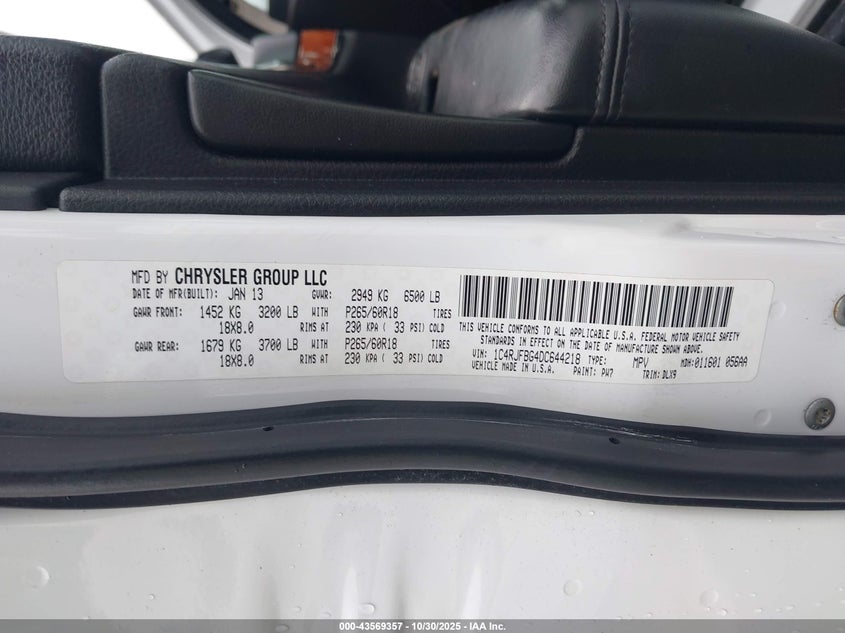 MFD BY CHRYSLER GROUP LLC
DATE OF MFR(BUILT): JAN 13 GVWR: 2949 KG 6500 LB
GAWR FRONT: 1452 KG 3200 LB WITH P265/60R18 TIRES
18X8.0 RIMS AT 230 KPA ( 33 PSI) COLD
GAWR REAR: 1679 KG 3700 LB WITH P265/60R18 TIRES
18X8.0 RIMS AT 230 KPA ( 33 PSI) COLD
THIS VEHICLE CONFORMS TO ALL APPLICABLE U.S.A. FEDERAL MOTOR VEHICLE SAFETY
STANDARDS IN EFFECT ON THE DATE OF MANUFACTURE SHOWN ABOVE.
VIN: 1C4RJFBG4DC644218 TYPE: MPV MDH:011601 056AA
VEHICLE MADE IN U.S.A. PAINT: PW7 TRIM: DLX9
000-43569357 - 10/30/2025 - IAA Inc.